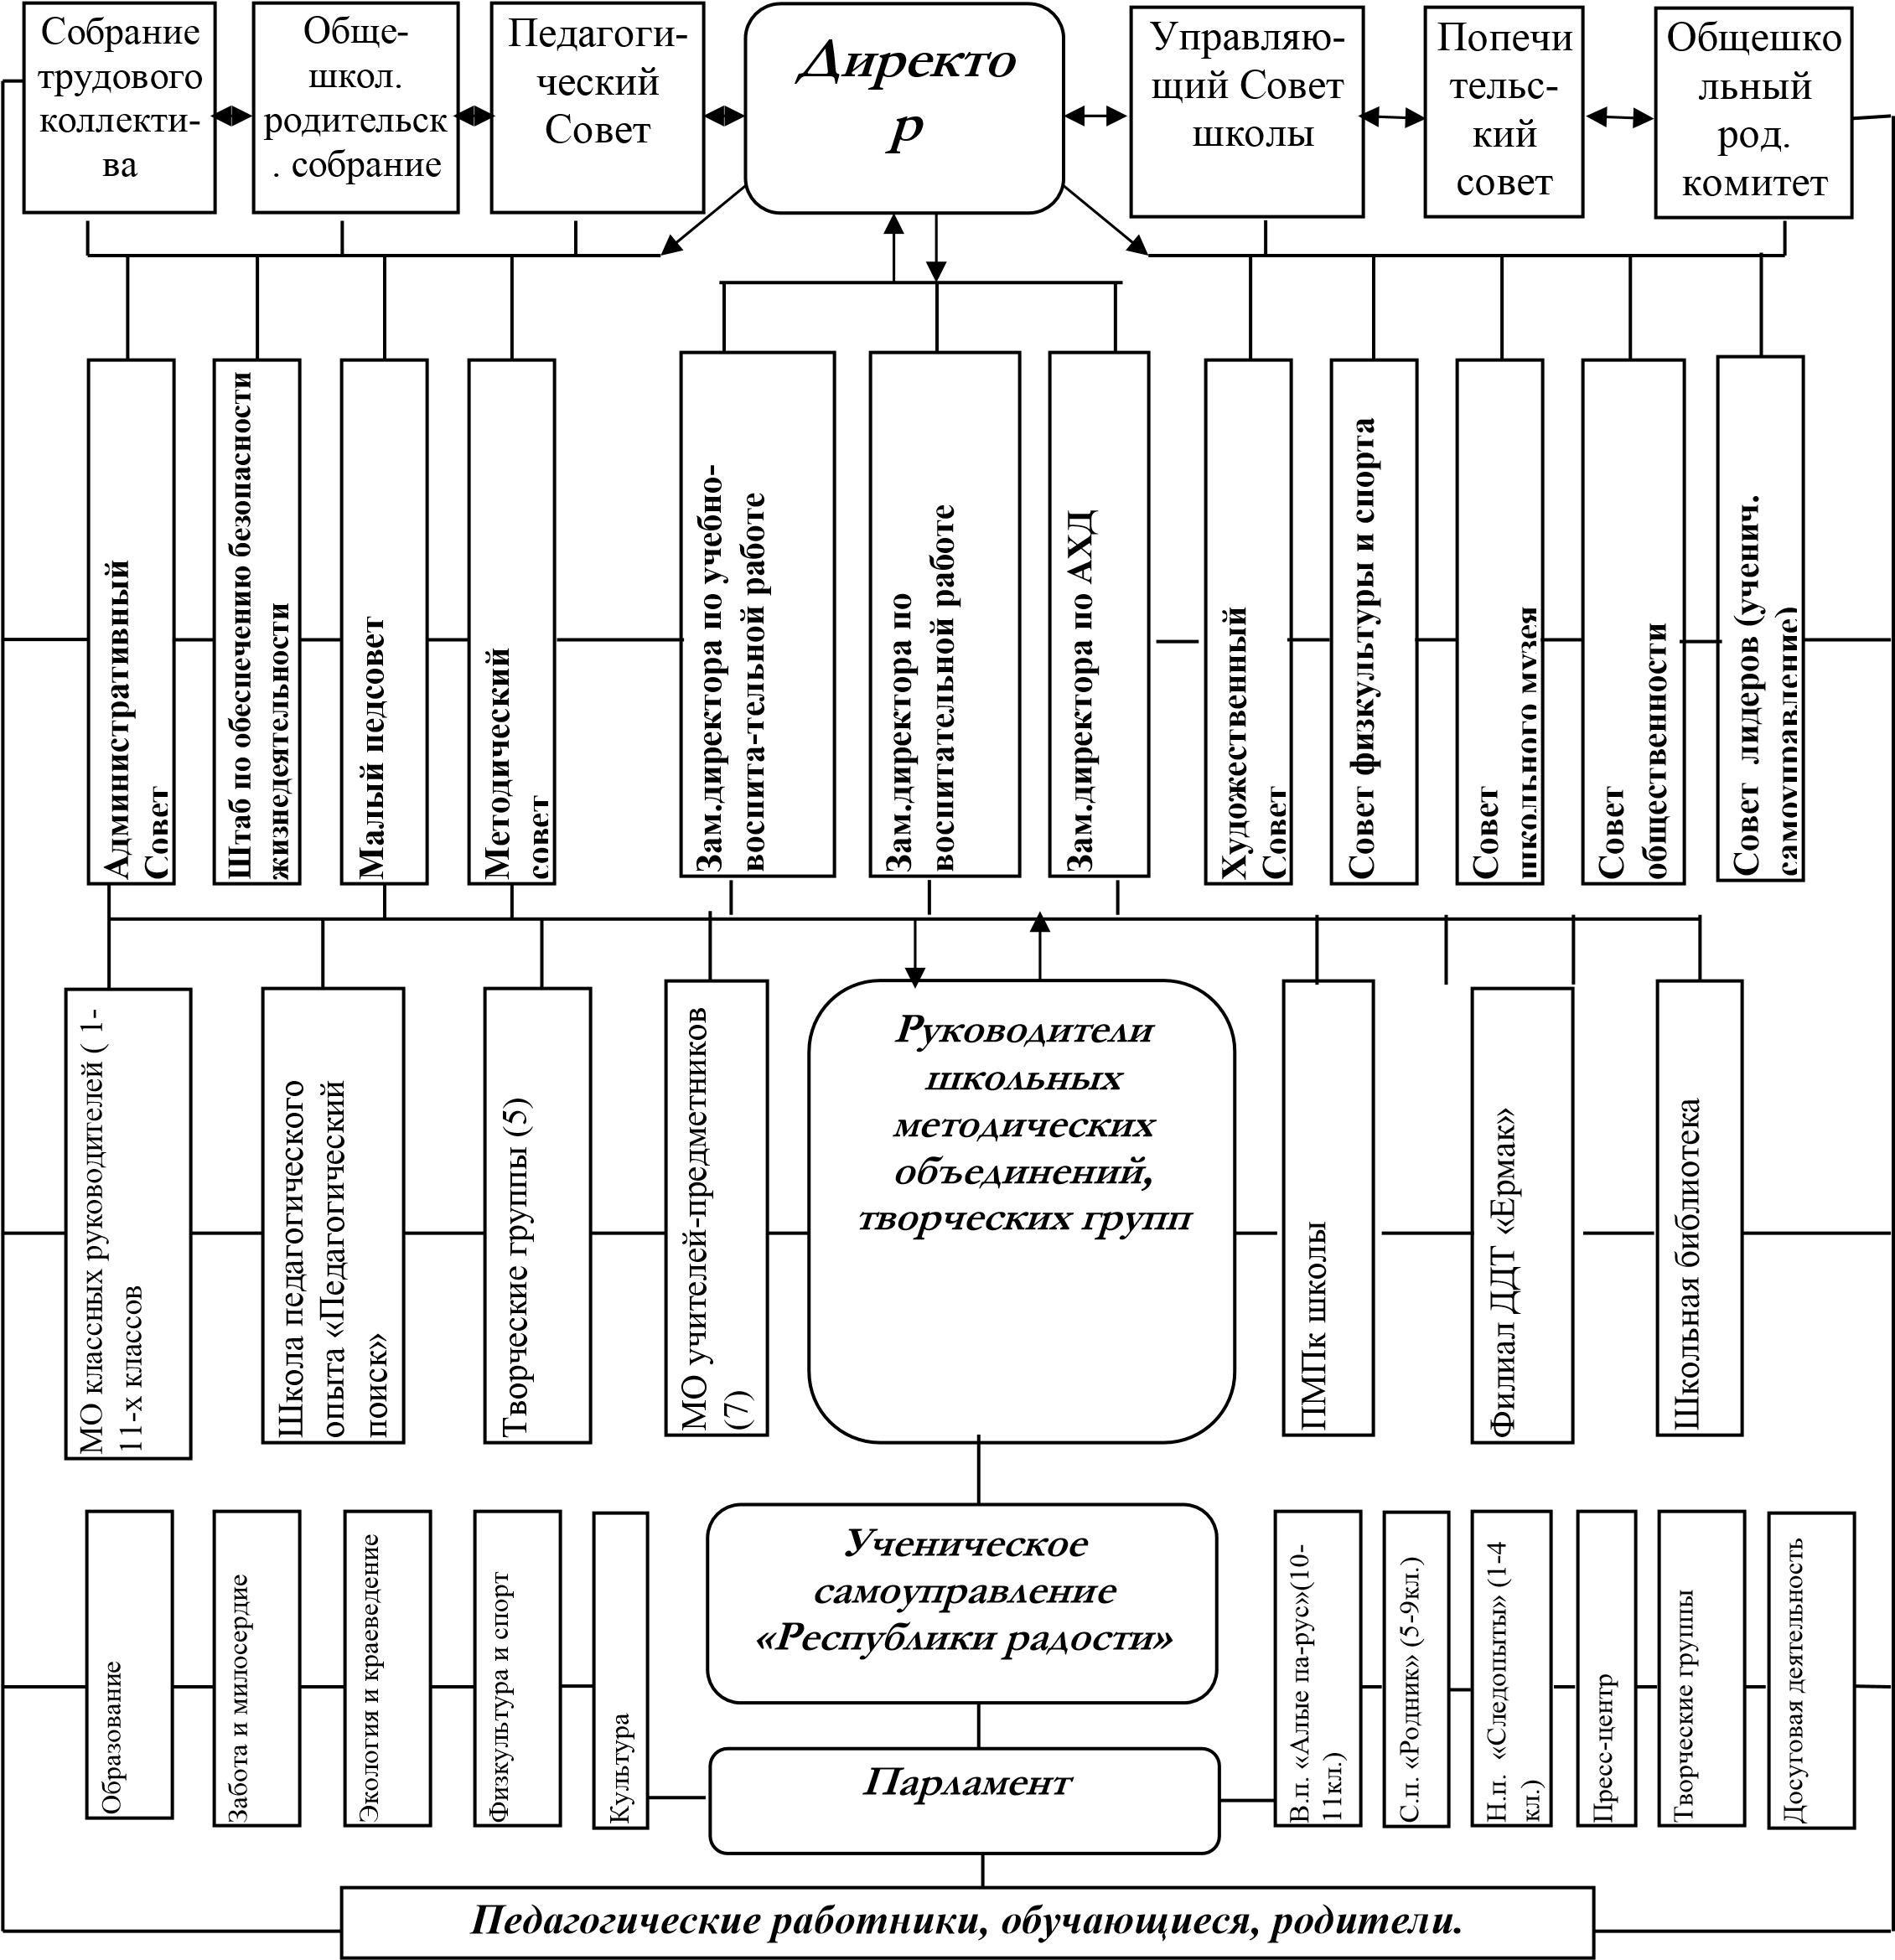 Собрание
трудового
коллекти-
ва
Обще-
школ.
родительск
. собрание
Педагоги-
ческий
Совет
Директо
р
Управляю-
щий Совет
школы
Попечи
тельс-
кий
совет
Общешко
льный
род.
комитет
Административный
Совет
Штаб по обеспечению безопасности
жизнедеятельности
Малый педсовет
Методический
совет
Зам.директора по учебно-
воспита-тельной работе
Зам.директора по
воспитательной работе
Зам.директора по АХД
Художественный
Совет
Совет физкультуры и спорта
Совет
школьного музея
Совет
общественности
Совет лидеров (ученич.
самоуправление)
МО классных руководителей ( 1-
11-х классов
Школа педагогического
опыта «Педагогический
поиск»
Творческие группы (5)
МО учителей-предметников
(7)
Руководители
школьных
методических
объединений,
творческих групп
ПМПк школы
Филиал ДДТ «Ермак»
Школьная библиотека
Образование
Забота и милосердие
Экология и краеведение
Физкультура и спорт
Культура
Ученическое
самоуправление
«Республики радости»
Парламент
В.п. «Алые па-рус»(10-
11кл.)
С.п. «Родник» (5-9кл.)
Н.п. «Следопыты» (1-4
кл.)
Пресс-центр
Творческие группы
Досуговая деятельность
Педагогические работники, обучающиеся, родители.